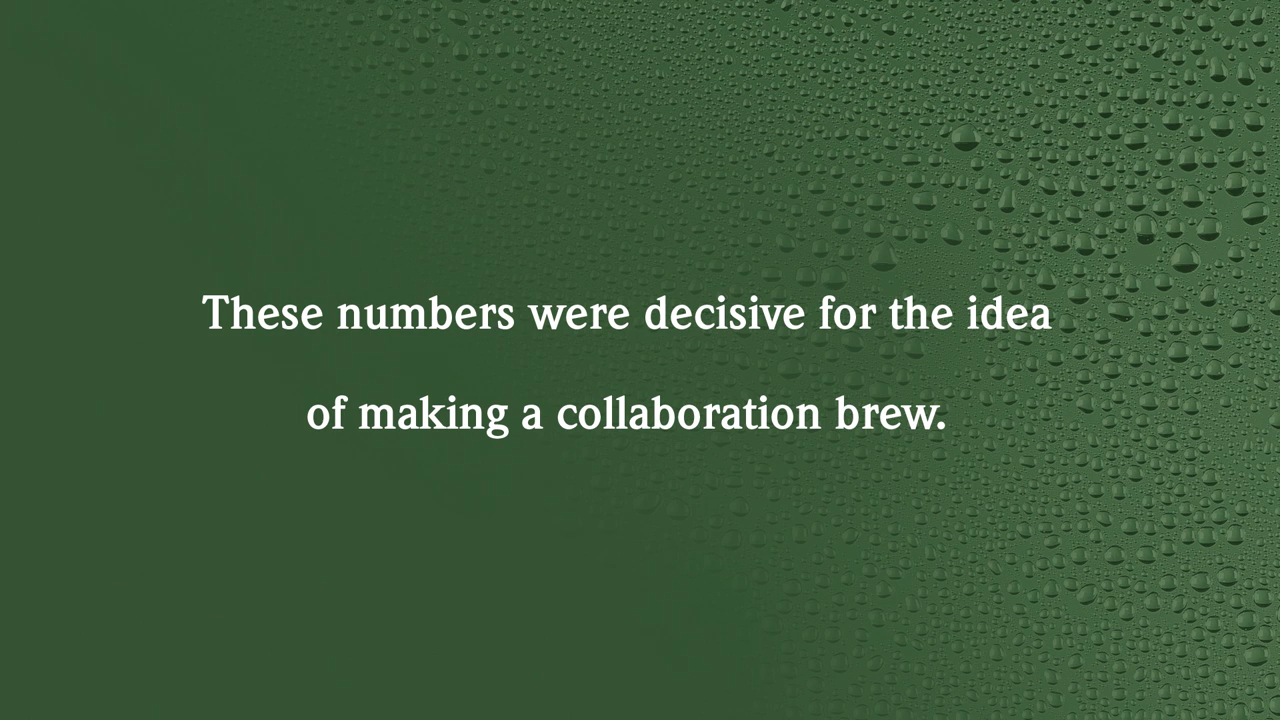 These numbers were decisive for the idea
of making a collaboration brew.